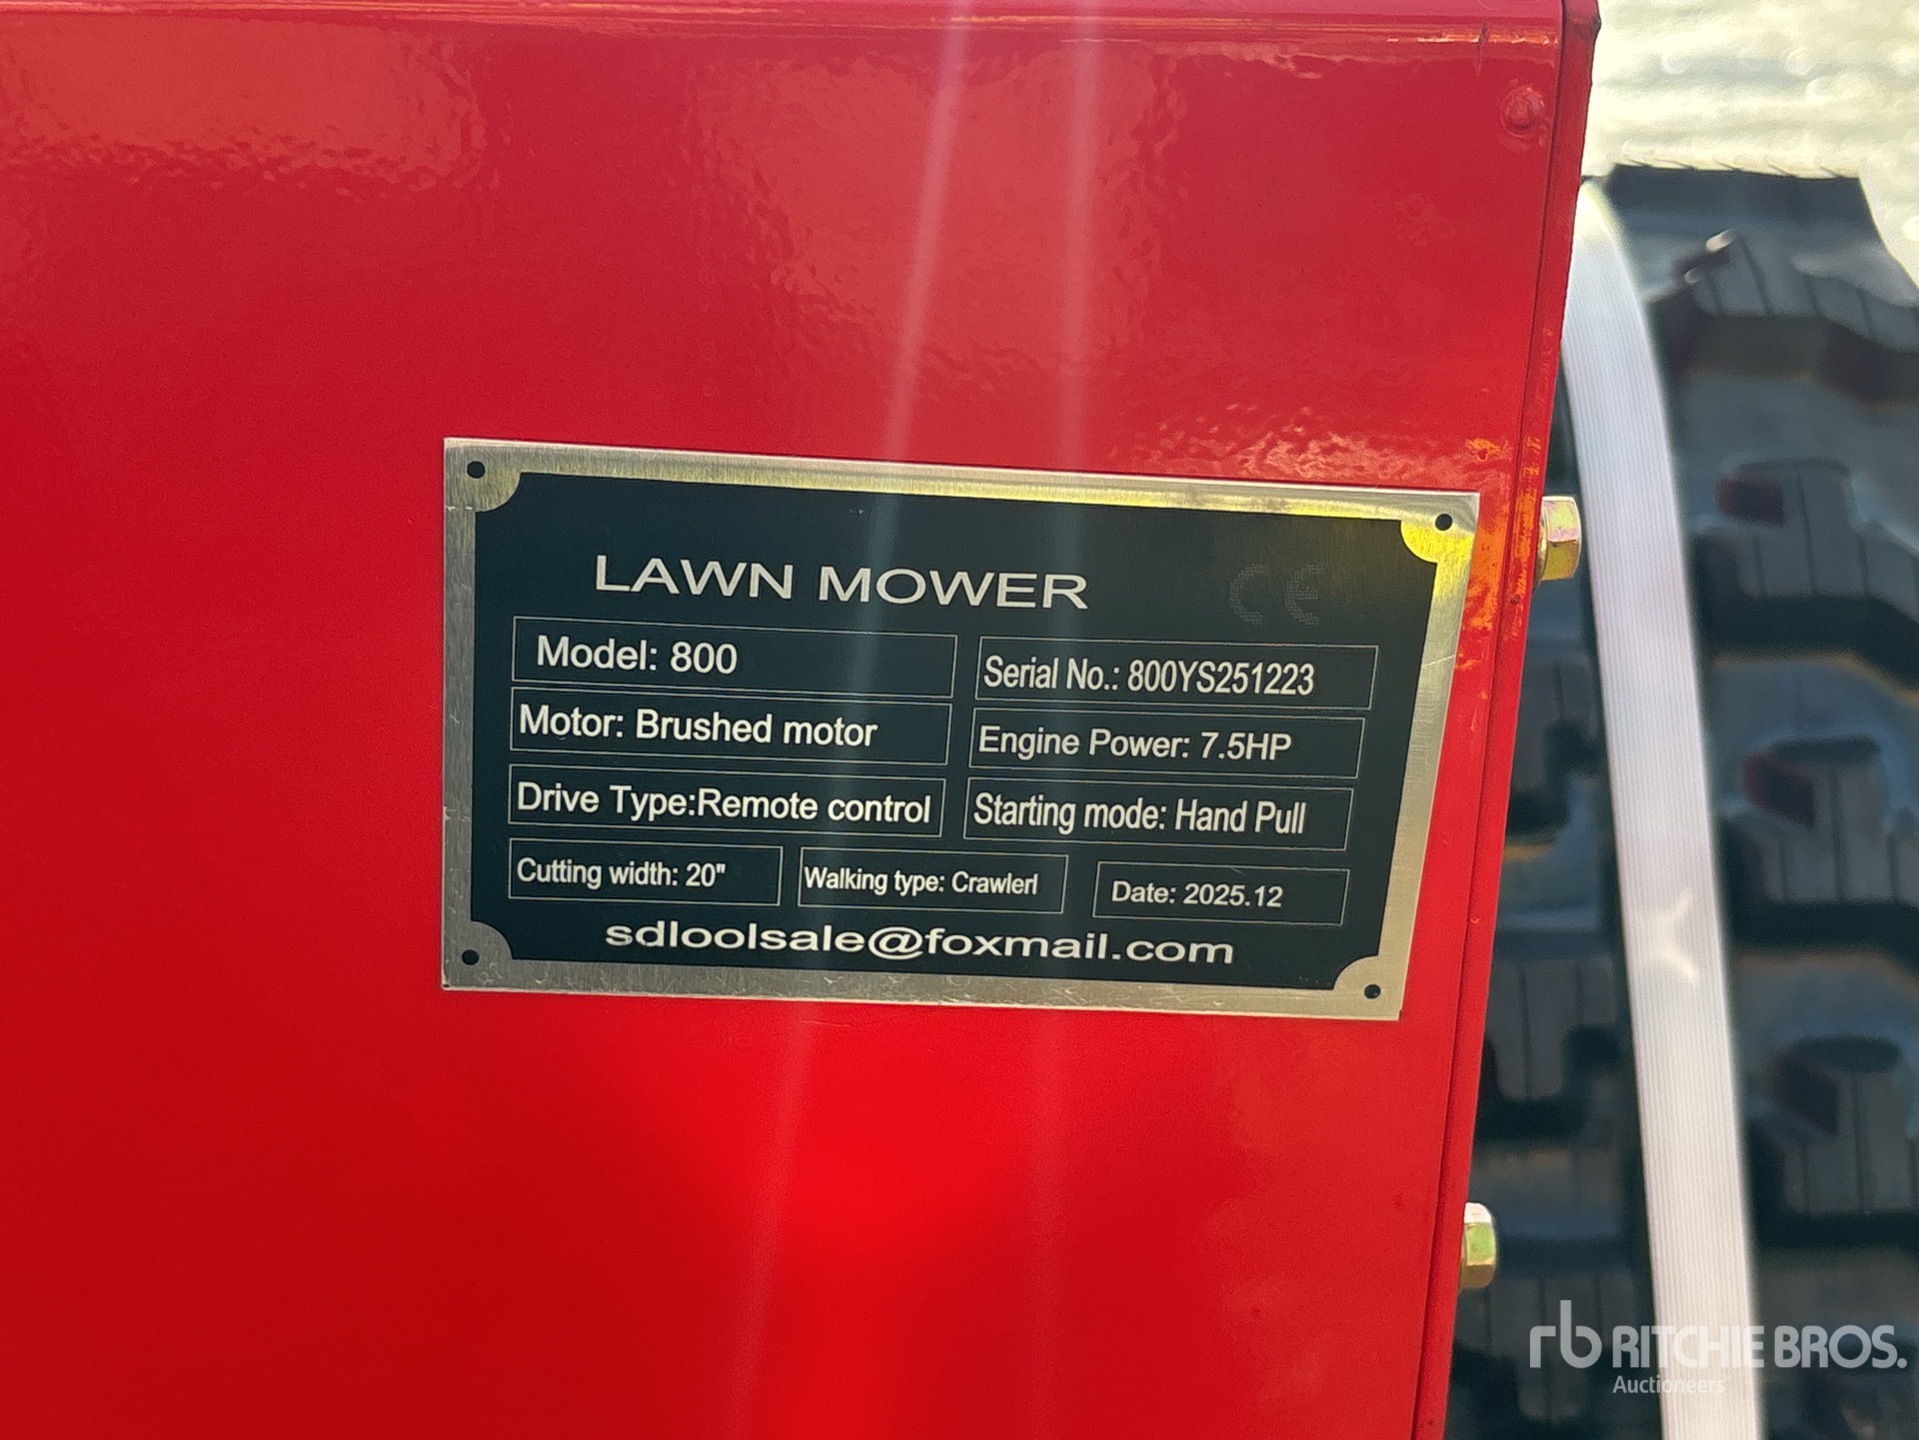 LAWN MOWER
CE
Model: 800
Serial No.: 800YS251223
Motor: Brushed motor
Engine Power: 7.5HP
Drive Type:Remote control
Starting mode: Hand Pull
Cutting width: 20"
Walking type: Crawlerl
Date: 2025.12
sdloolsale@foxmail.com
rb RITCHIE BROS.
Auctioneers